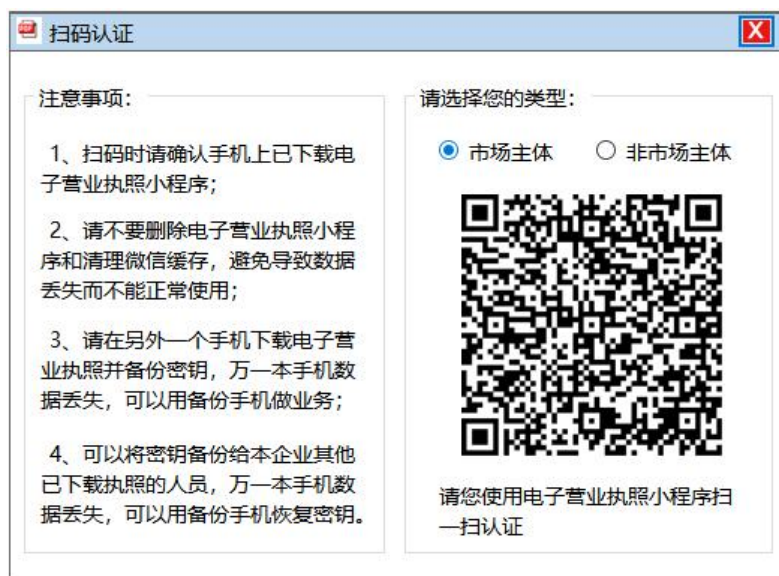 扫码认证
X
注意事项：
1、扫码时请确认手机上已下载电
子营业执照小程序；
2、请不要删除电子营业执照小程
序和清理微信缓存，避免导致数据
丢失而不能正常使用；
3、请在另外一个手机下载电子营
业执照并备份密钥，万一本手机数
据丢失，可以用备份手机做业务；
4、可以将密钥备份给本企业其他
已下载执照的人员，万一本手机数
据丢失，可以用备份手机恢复密钥。
请选择您的类型：
市场主体 非市场主体
请您使用电子营业执照小程序扫
一扫认证